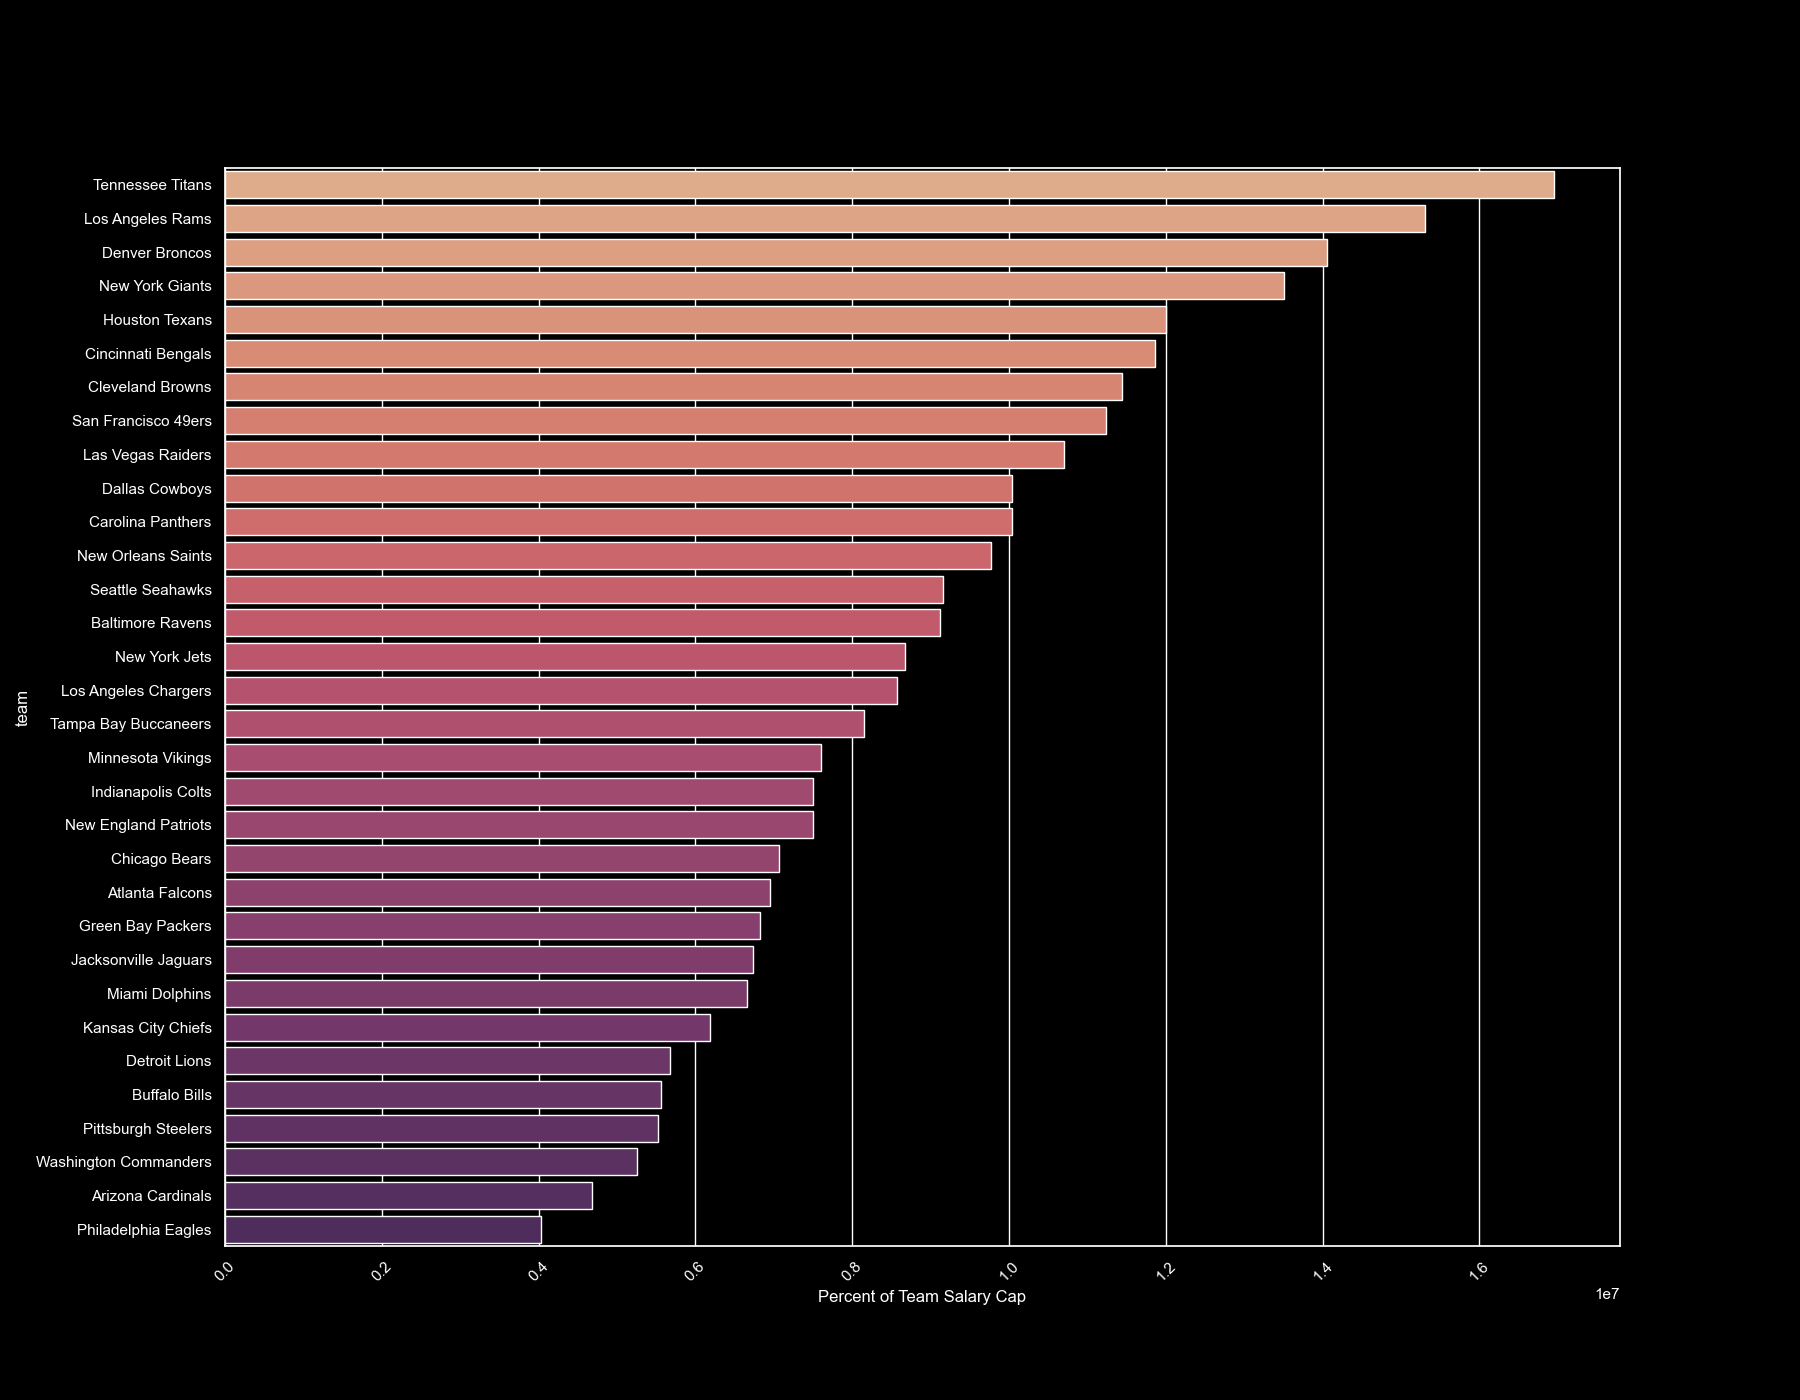 Tennessee Titans
Los Angeles Rams
Denver Broncos
New York Giants
Houston Texans
Cincinnati Bengals
Cleveland Browns
San Francisco 49ers
Las Vegas Raiders
Dallas Cowboys
Carolina Panthers
New Orleans Saints
Seattle Seahawks
Baltimore Ravens
New York Jets
Los Angeles Chargers
Tampa Bay Buccaneers
Minnesota Vikings
Indianapolis Colts
New England Patriots
Chicago Bears
Atlanta Falcons
Green Bay Packers
Jacksonville Jaguars
Miami Dolphins
Kansas City Chiefs
Detroit Lions
Buffalo Bills
Pittsburgh Steelers
Washington Commanders
Arizona Cardinals
Philadelphia Eagles
team
0.0 0.2 0.4 0.6 0.8 1.0 1.2 1.4 1.6
1e7
Percent of Team Salary Cap